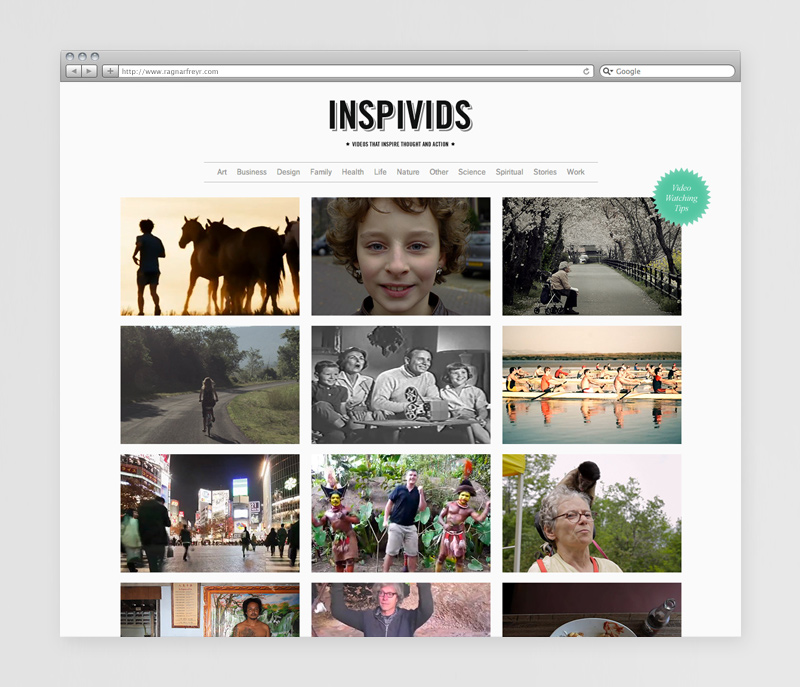 http://www.ragnarfreyr.com
Google
INSPIVIDS
★ VIDEOS THAT INSPIRE THOUGHT AND ACTION ★
Art Business Design Family Health Life Nature Other Science Spiritual Stories Work
Video
Watching
Tips